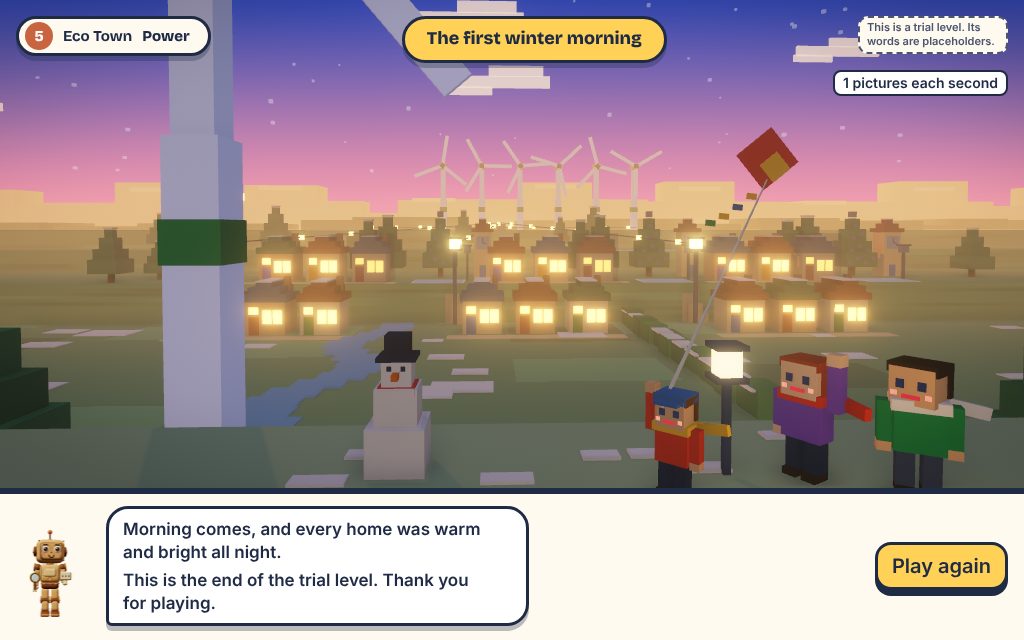 5 Eco Town Power
The first winter morning
This is a trial level. Its
words are placeholders.
1 pictures each second
Morning comes, and every home was warm
and bright all night.
This is the end of the trial level. Thank you
for playing.
Play again